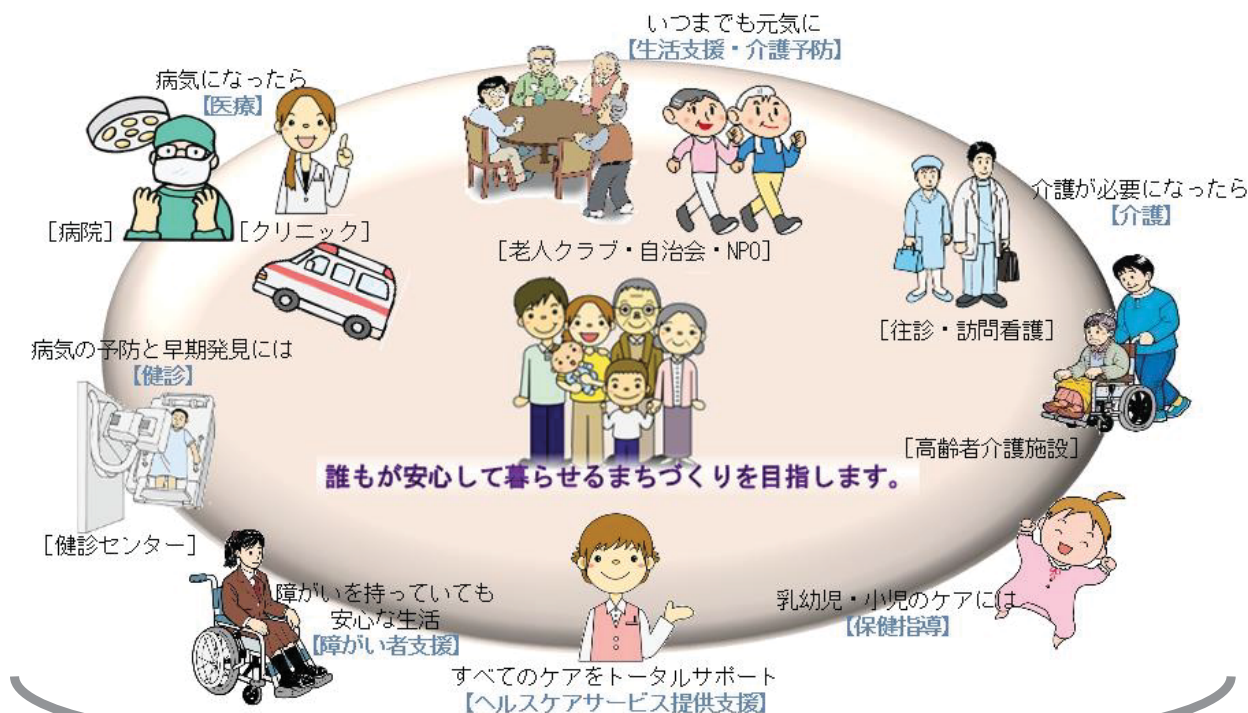 いつまでも元気に
【生活支援・介護予防】
病気になったら
【医療】
[病院]
[クリニック]
[老人クラブ・自治会・NPO]
介護が必要になったら
【介護】
[往診・訪問看護]
病気の予防と早期発見には
【健診】
[高齢者介護施設]
誰もが安心して暮らせるまちづくりを目指します。
[健診センター]
障がいを持っていても
安心な生活
【障がい者支援】
乳幼児・小児のケアには
【保健指導】
すべてのケアをトータルサポート
【ヘルスケアサービス提供支援】